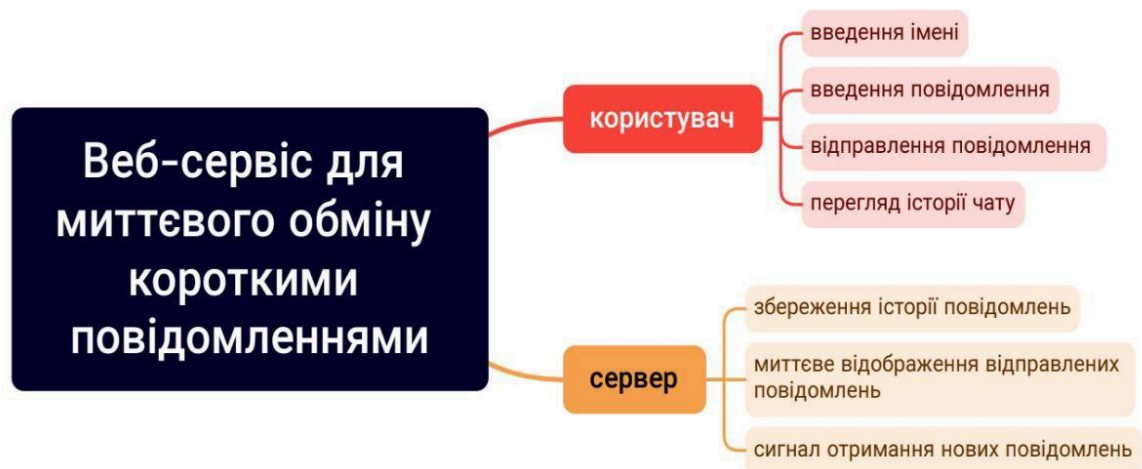 Веб-сервіс для
миттєвого обміну
короткими
повідомленнями
користувач
введення імені
введення повідомлення
відправлення повідомлення
перегляд історії чату
сервер
збереження історії повідомлень
миттєве відображення відправлених
повідомлень
сигнал отримання нових повідомлень